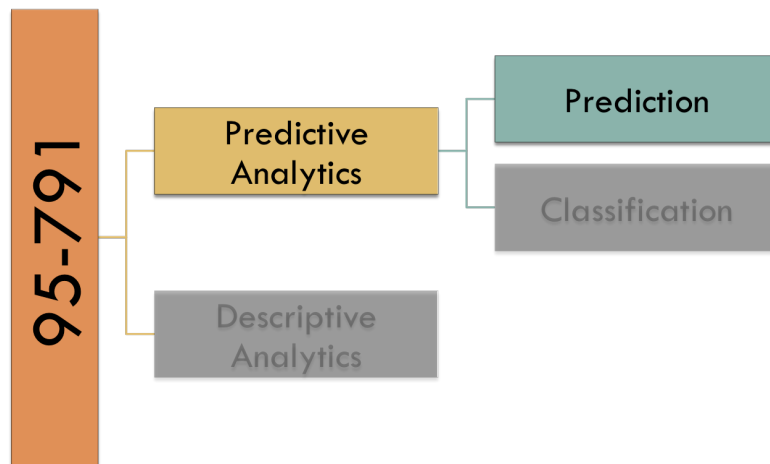 95-791
Predictive
Analytics
Prediction
Classification
Descriptive
Analytics